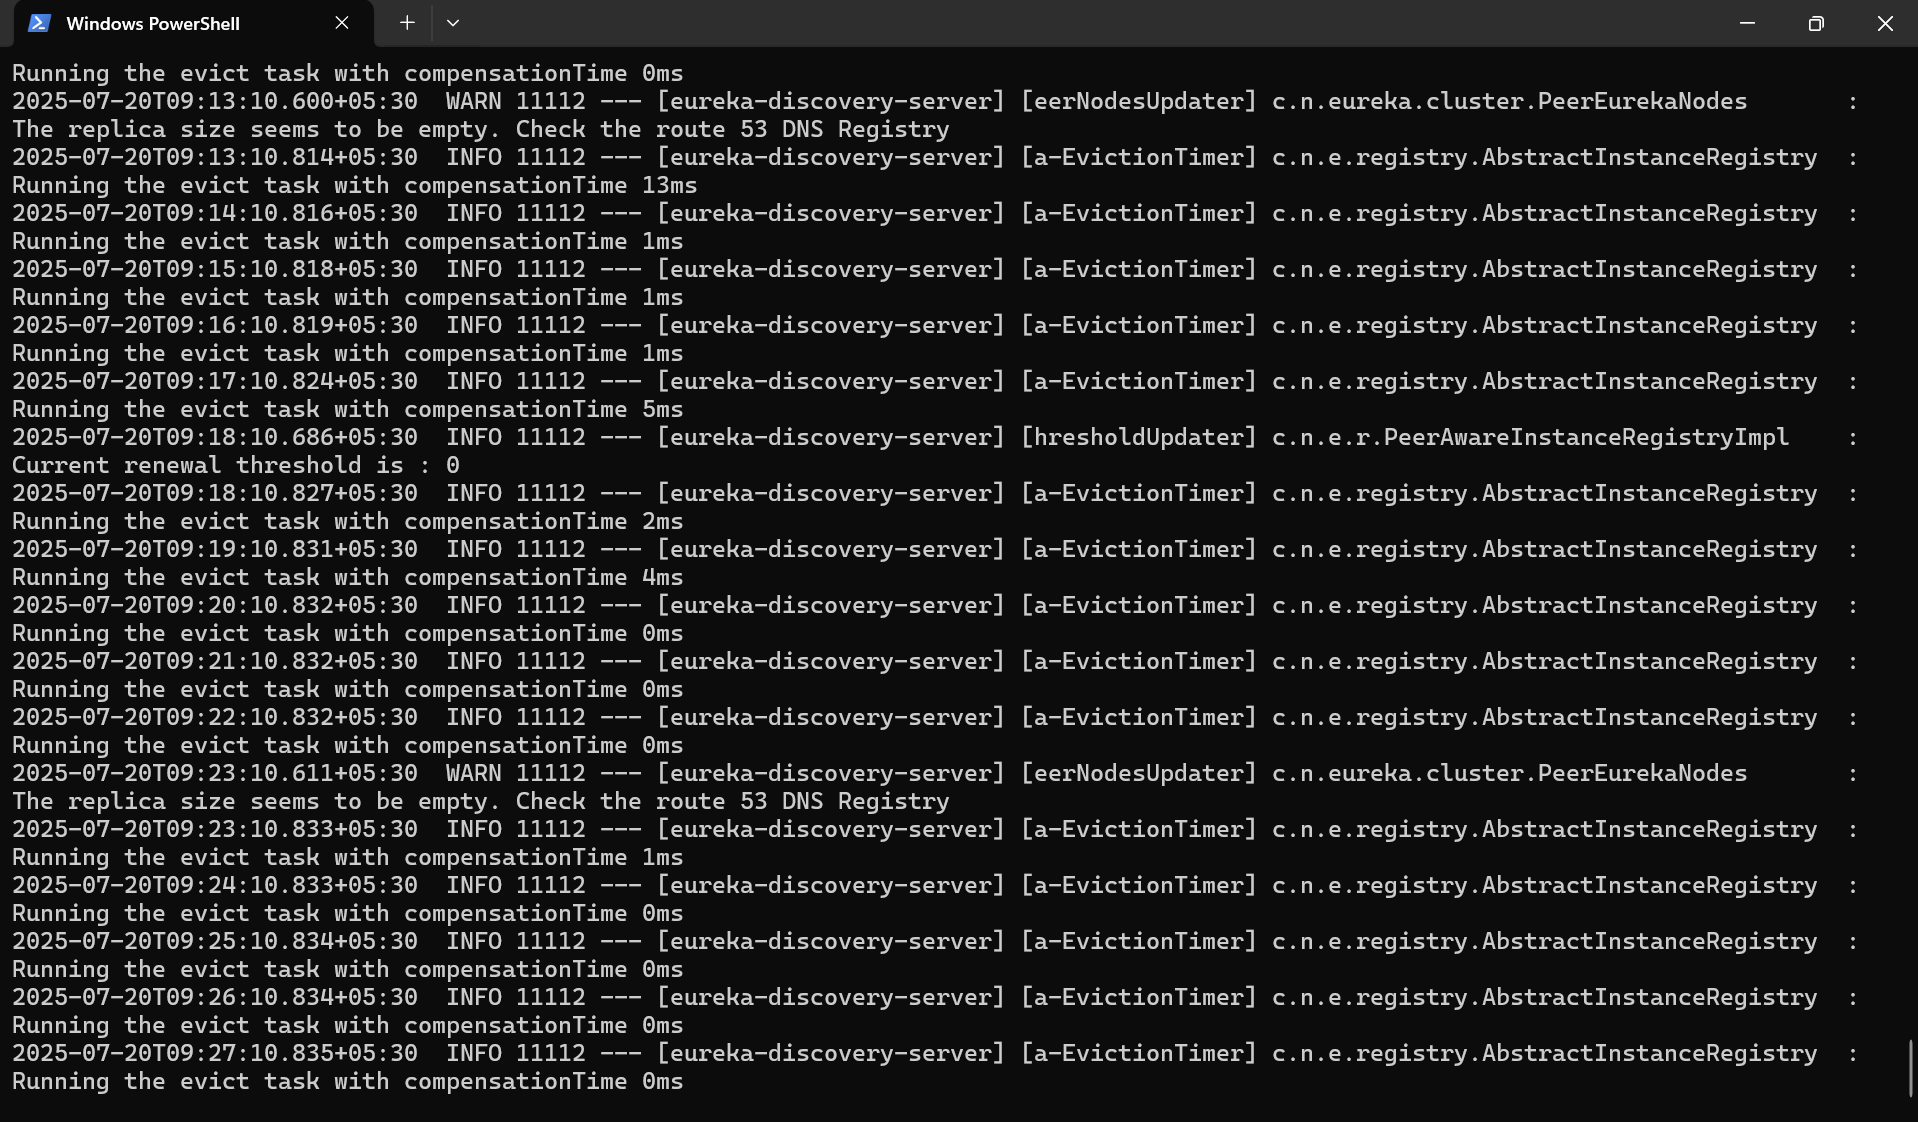 Windows PowerShell
Running the evict task with compensationTime 0ms
2025-07-20T09:13:10.600+05:30  WARN 11112 --- [eureka-discovery-server] [eerNodesUpdater] c.n.eureka.cluster.PeerEurekaNodes       :
The replica size seems to be empty. Check the route 53 DNS Registry
2025-07-20T09:13:10.814+05:30  INFO 11112 --- [eureka-discovery-server] [a-EvictionTimer] c.n.e.registry.AbstractInstanceRegistry  :
Running the evict task with compensationTime 13ms
2025-07-20T09:14:10.816+05:30  INFO 11112 --- [eureka-discovery-server] [a-EvictionTimer] c.n.e.registry.AbstractInstanceRegistry  :
Running the evict task with compensationTime 1ms
2025-07-20T09:15:10.818+05:30  INFO 11112 --- [eureka-discovery-server] [a-EvictionTimer] c.n.e.registry.AbstractInstanceRegistry  :
Running the evict task with compensationTime 1ms
2025-07-20T09:16:10.819+05:30  INFO 11112 --- [eureka-discovery-server] [a-EvictionTimer] c.n.e.registry.AbstractInstanceRegistry  :
Running the evict task with compensationTime 1ms
2025-07-20T09:17:10.824+05:30  INFO 11112 --- [eureka-discovery-server] [a-EvictionTimer] c.n.e.registry.AbstractInstanceRegistry  :
Running the evict task with compensationTime 5ms
2025-07-20T09:18:10.686+05:30  INFO 11112 --- [eureka-discovery-server] [hresholdUpdater] c.n.e.r.PeerAwareInstanceRegistryImpl    :
Current renewal threshold is : 0
2025-07-20T09:18:10.827+05:30  INFO 11112 --- [eureka-discovery-server] [a-EvictionTimer] c.n.e.registry.AbstractInstanceRegistry  :
Running the evict task with compensationTime 2ms
2025-07-20T09:19:10.831+05:30  INFO 11112 --- [eureka-discovery-server] [a-EvictionTimer] c.n.e.registry.AbstractInstanceRegistry  :
Running the evict task with compensationTime 4ms
2025-07-20T09:20:10.832+05:30  INFO 11112 --- [eureka-discovery-server] [a-EvictionTimer] c.n.e.registry.AbstractInstanceRegistry  :
Running the evict task with compensationTime 0ms
2025-07-20T09:21:10.832+05:30  INFO 11112 --- [eureka-discovery-server] [a-EvictionTimer] c.n.e.registry.AbstractInstanceRegistry  :
Running the evict task with compensationTime 0ms
2025-07-20T09:22:10.832+05:30  INFO 11112 --- [eureka-discovery-server] [a-EvictionTimer] c.n.e.registry.AbstractInstanceRegistry  :
Running the evict task with compensationTime 0ms
2025-07-20T09:23:10.611+05:30  WARN 11112 --- [eureka-discovery-server] [eerNodesUpdater] c.n.eureka.cluster.PeerEurekaNodes       :
The replica size seems to be empty. Check the route 53 DNS Registry
2025-07-20T09:23:10.833+05:30  INFO 11112 --- [eureka-discovery-server] [a-EvictionTimer] c.n.e.registry.AbstractInstanceRegistry  :
Running the evict task with compensationTime 1ms
2025-07-20T09:24:10.833+05:30  INFO 11112 --- [eureka-discovery-server] [a-EvictionTimer] c.n.e.registry.AbstractInstanceRegistry  :
Running the evict task with compensationTime 0ms
2025-07-20T09:25:10.834+05:30  INFO 11112 --- [eureka-discovery-server] [a-EvictionTimer] c.n.e.registry.AbstractInstanceRegistry  :
Running the evict task with compensationTime 0ms
2025-07-20T09:26:10.834+05:30  INFO 11112 --- [eureka-discovery-server] [a-EvictionTimer] c.n.e.registry.AbstractInstanceRegistry  :
Running the evict task with compensationTime 0ms
2025-07-20T09:27:10.835+05:30  INFO 11112 --- [eureka-discovery-server] [a-EvictionTimer] c.n.e.registry.AbstractInstanceRegistry  :
Running the evict task with compensationTime 0ms